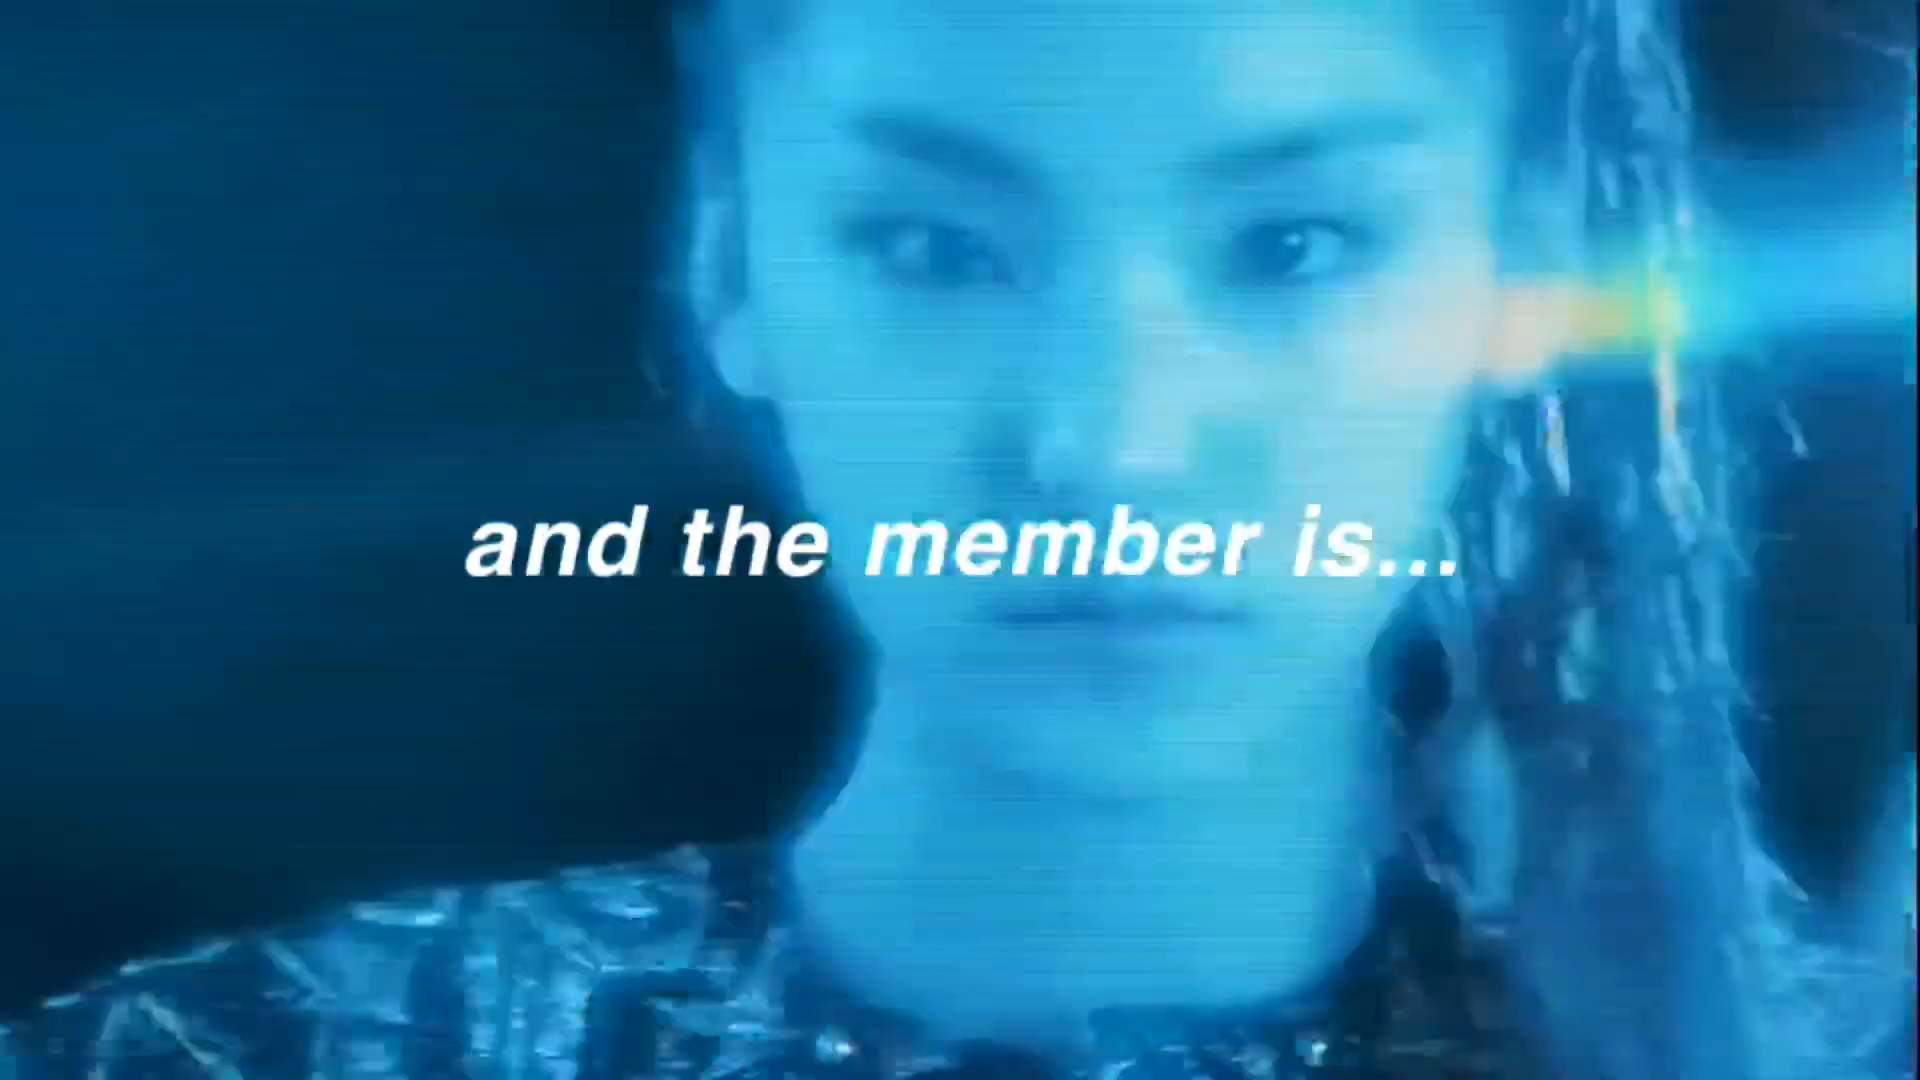 and the member is...